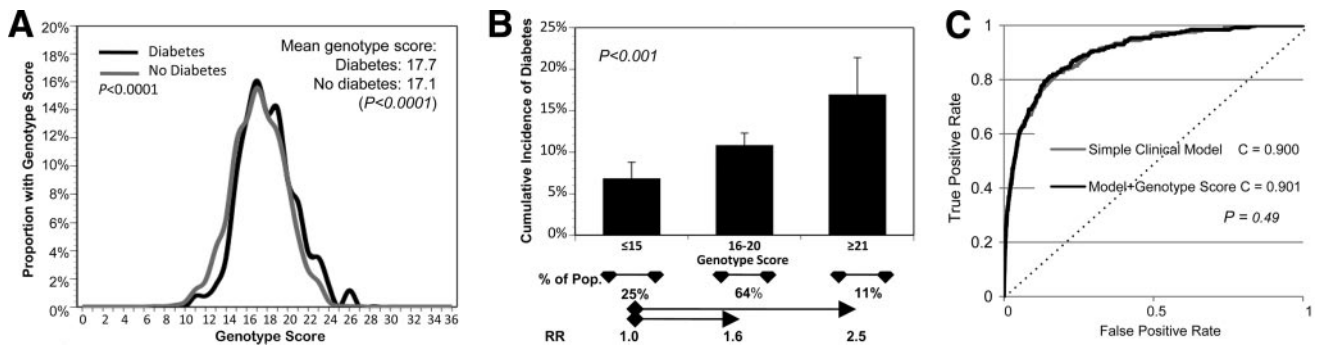 A
Proportion with Genotype Score
20%
18%
16%
14%
12%
10%
8%
6%
4%
2%
0%
Diabetes
No Diabetes
P<0.0001
Mean genotype score:
Diabetes: 17.7
No diabetes: 17.1
(P<0.0001)
0 2 4 6 8 10 12 14 16 18 20 22 24 26 28 30 32 34 36
Genotype Score
B
Cumulative Incidence of Diabetes
25%
20%
15%
10%
5%
0%
P<0.001
≤15 16-20 ≥21
Genotype Score
% of Pop.
25% 64% 11%
RR 1.0 1.6 2.5
C
True Positive Rate
1
0.8
0.6
0.4
0.2
0
Simple Clinical Model C = 0.900
Model+Genotype Score C = 0.901
P = 0.49
0.5 1
False Positive Rate